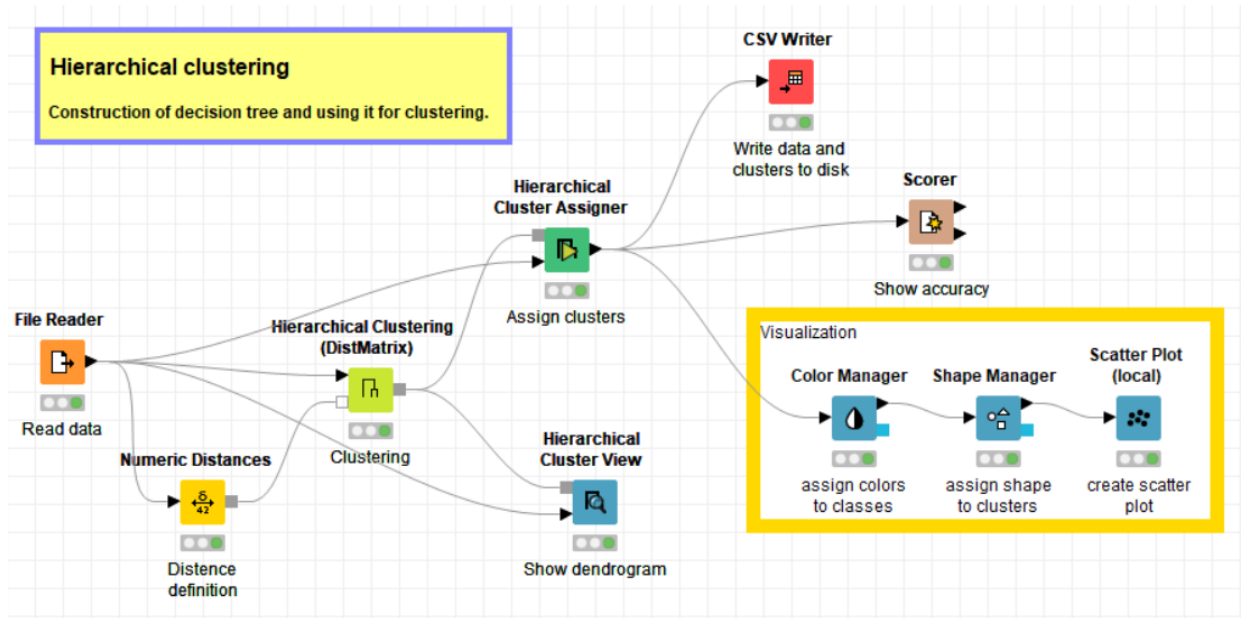 Hierarchical clustering
Construction of decision tree and using it for clustering.
CSV Writer
Write data and
clusters to disk
Hierarchical
Cluster Assigner
Assign clusters
Scorer
Show accuracy
File Reader
Read data
Hierarchical Clustering
(DistMatrix)
Clustering
Numeric Distances
δ
42
Distence
definition
Hierarchical
Cluster View
Show dendrogram
Visualization
Color Manager
assign colors
to classes
Shape Manager
assign shape
to clusters
Scatter Plot
(local)
create scatter
plot